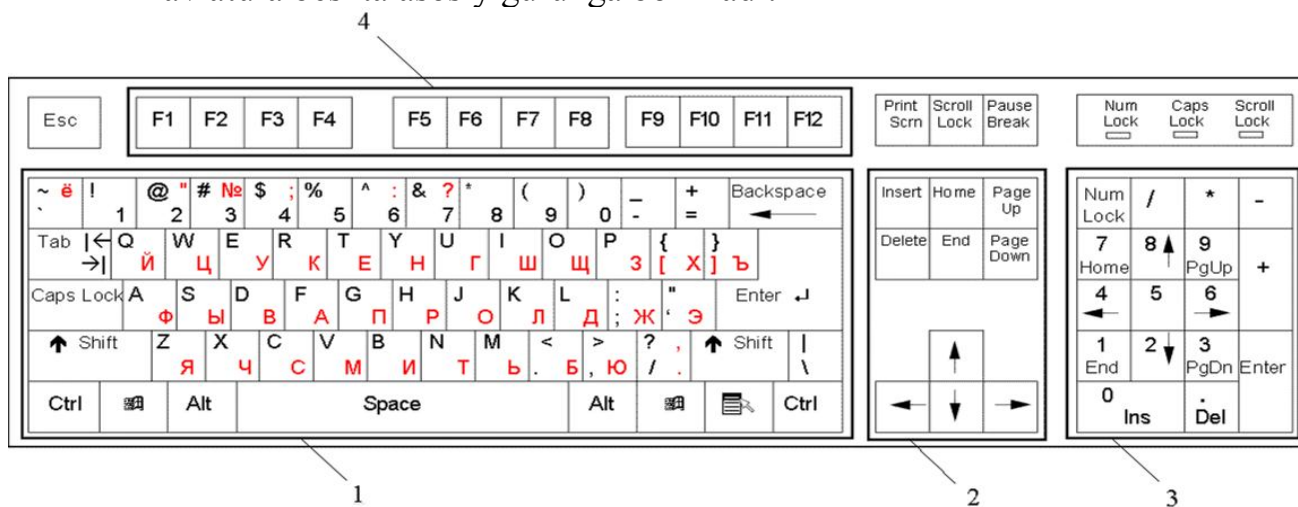 4
Esc F1 F2 F3 F4 F5 F6 F7 F8 F9 F10 F11 F12 Print Scrn Scroll Lock Pause Break Num Lock Caps Lock Scroll Lock
~ ё ! @ " # № $ ; % ^ : & ? * ( ) _ + Backspace Insert Home Page Up Num Lock / * -
` 1 2 3 4 5 6 7 8 9 0 - =
Tab Q W E R T Y U I O P { } Delete End Page Down 7 Home 8 9 PgUp +
Й Ц У К Е Н Г Ш Щ З [ Х ] Ъ
Caps Lock A S D F G H J K L : " Enter 4 5 6
Ф Ы В А П Р О Л Д ; Ж ‘ Э
Shift Z X C V B N M < > ? , Shift | 1 End 2 3 PgDn Enter
Я Ч С М И Т Ь . Б , Ю / . \
Ctrl Alt Space Alt Ctrl 0 Ins . Del
1 2 3